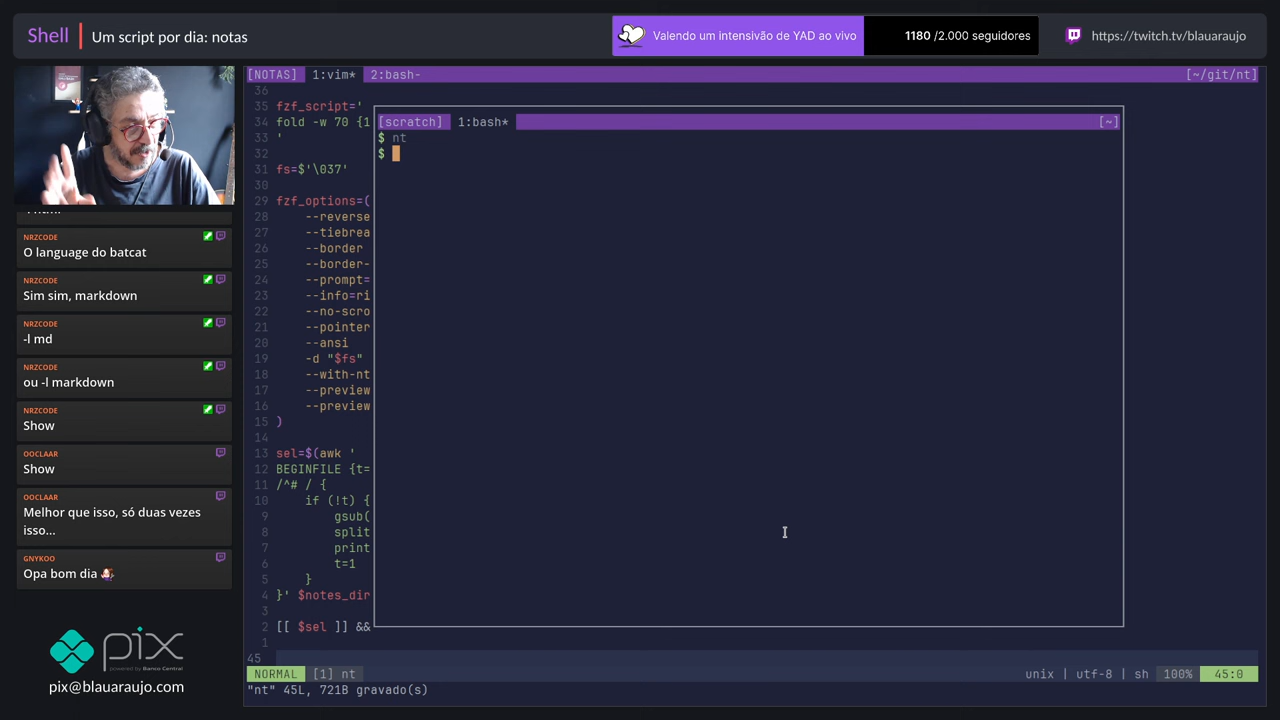 Shell
Um script por dia: notas
Valendo um intensivão de YAD ao vivo
1180 /2.000 seguidores
https://twitch.tv/blauaraujo
NRZCODE
O language do batcat
NRZCODE
Sim sim, markdown
NRZCODE
-l md
NRZCODE
ou -l markdown
NRZCODE
Show
OOCLAAR
Show
OOCLAAR
Melhor que isso, só duas vezes
isso...
GNYKOO
Opa bom dia
pix
powered by Banco Central
pix@blauaraujo.com
[NOTAS] 1:vim* 2:bash- [~/git/nt]
36
35 fzf_script='
34 fold -w 70 {1
33 '
32
31 fs=$'\037'
30
29 fzf_options=(
28 --reverse
27 --tiebrea
26 --border
25 --border-
24 --prompt=
23 --info=ri
22 --no-scro
21 --pointer
20 --ansi
19 -d "$fs"
18 --with-nt
17 --preview
16 --preview
15 )
14
13 sel=$(awk '
12 BEGINFILE {t=
11 /^# / {
10 if (!t) {
9 gsub(
8 split
7 print
6 t=1
5 }
4 }' $notes_dir
3
2 [[ $sel ]] &&
1
45
[scratch] 1:bash* [~]
$ nt
$
NORMAL [1] nt unix | utf-8 | sh 100% 45:0
"nt" 45L, 721B gravado(s)